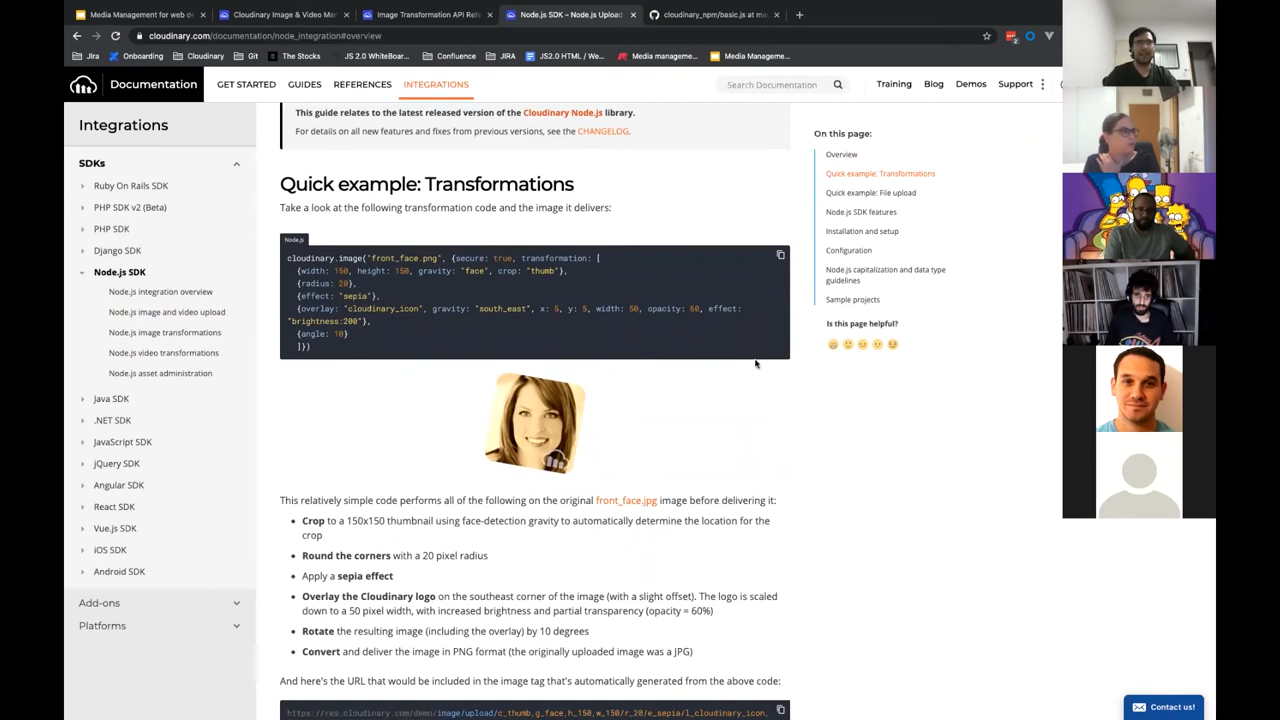 Media Management for web de
Cloudinary Image & Video Man
Image Transformation API Refe
Node.js SDK – Node.js Upload
cloudinary_npm/basic.js at ma
cloudinary.com/documentation/node_integration#overview
Jira
Onboarding
Cloudinary
Git
The Stocks
JS 2.0 WhiteBoar...
Confluence
JIRA
JS2.0 HTML / We...
Media manageme...
Media Manageme...
Documentation
GET STARTED
GUIDES
REFERENCES
INTEGRATIONS
Search Documentation
Training
Blog
Demos
Support
Integrations
SDKs
Ruby On Rails SDK
PHP SDK v2 (Beta)
PHP SDK
Django SDK
Node.js SDK
Node.js integration overview
Node.js image and video upload
Node.js image transformations
Node.js video transformations
Node.js asset administration
Java SDK
.NET SDK
JavaScript SDK
jQuery SDK
Angular SDK
React SDK
Vue.js SDK
iOS SDK
Android SDK
Add-ons
Platforms
This guide relates to the latest released version of the Cloudinary Node.js library.
For details on all new features and fixes from previous versions, see the CHANGELOG.
Quick example: Transformations
Take a look at the following transformation code and the image it delivers:
Node.js
cloudinary.image("front_face.png", {secure: true, transformation: [
{width: 150, height: 150, gravity: "face", crop: "thumb"},
{radius: 20},
{effect: "sepia"},
{overlay: "cloudinary_icon", gravity: "south_east", x: 5, y: 5, width: 50, opacity: 60, effect:
"brightness:200"},
{angle: 10}
]})
This relatively simple code performs all of the following on the original front_face.jpg image before delivering it:
• Crop to a 150x150 thumbnail using face-detection gravity to automatically determine the location for the
crop
• Round the corners with a 20 pixel radius
• Apply a sepia effect
• Overlay the Cloudinary logo on the southeast corner of the image (with a slight offset). The logo is scaled
down to a 50 pixel width, with increased brightness and partial transparency (opacity = 60%)
• Rotate the resulting image (including the overlay) by 10 degrees
• Convert and deliver the image in PNG format (the originally uploaded image was a JPG)
And here's the URL that would be included in the image tag that's automatically generated from the above code:
https://res.cloudinary.com/demo/image/upload/c_thumb,g_face,h_150,w_150/r_20/e_sepia/l_cloudinary_icon,
On this page:
Overview
Quick example: Transformations
Quick example: File upload
Node.js SDK features
Installation and setup
Configuration
Node.js capitalization and data type
guidelines
Sample projects
Is this page helpful?
Contact us!